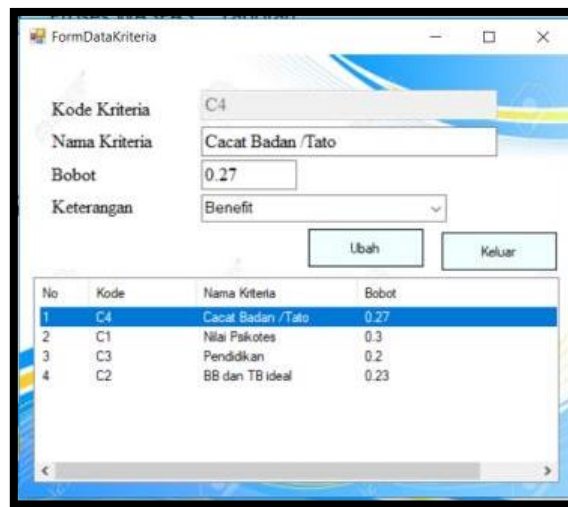 FormDataKriteria
Kode Kriteria C4
Nama Kriteria Cacat Badan /Tato
Bobot 0.27
Keterangan Benefit
Ubah Keluar
No Kode Nama Kriteria Bobot
1 C4 Cacat Badan /Tato 0.27
2 C1 Nilai Psikotes 0.3
3 C3 Pendidikan 0.2
4 C2 BB dan TB ideal 0.23